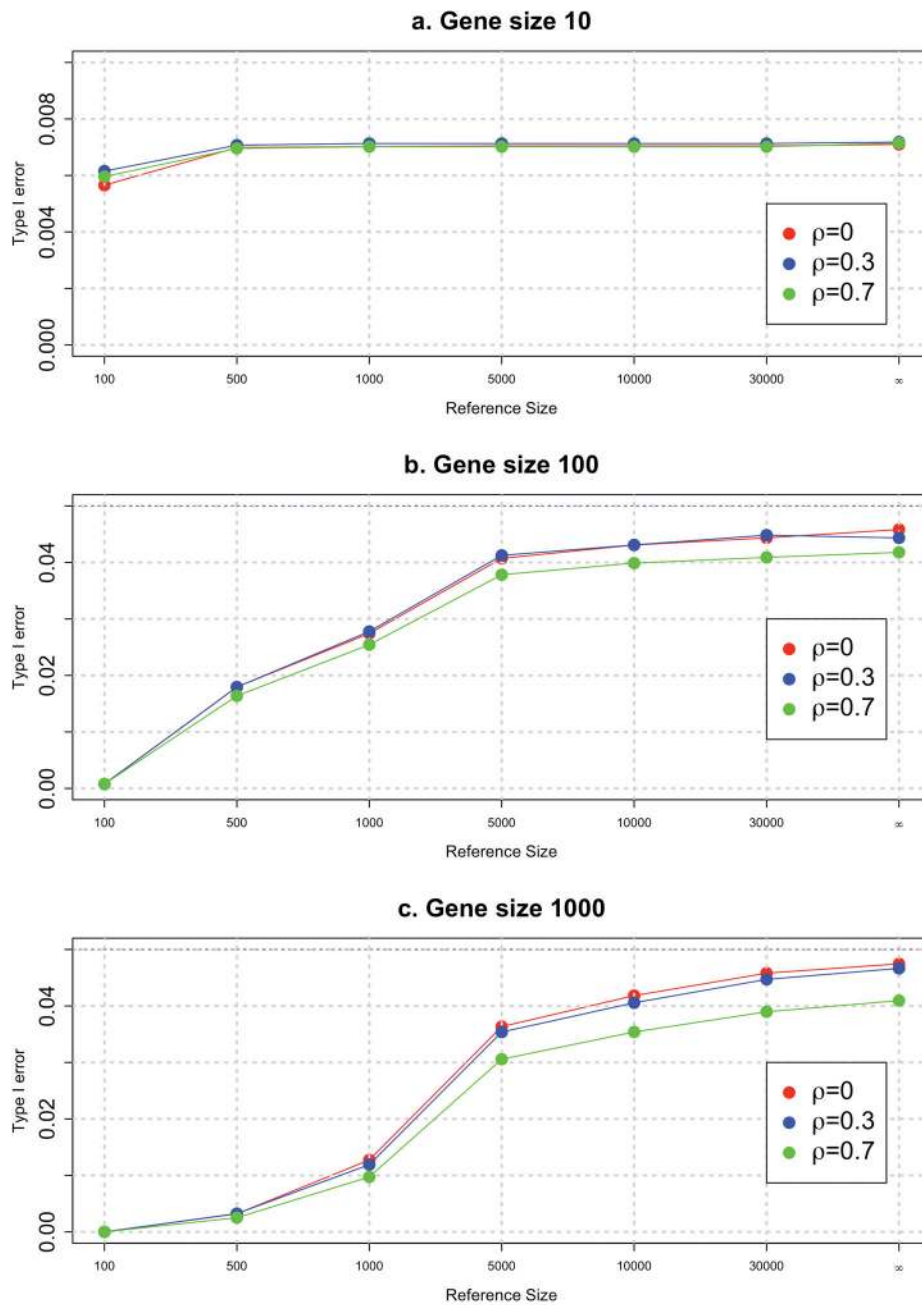 a. Gene size 10
Type I error
0.008
0.004
0.000
ρ=0
ρ=0.3
ρ=0.7
100 500 1000 5000 10000 30000 ∞
Reference Size
b. Gene size 100
Type I error
0.04
0.02
0.00
ρ=0
ρ=0.3
ρ=0.7
100 500 1000 5000 10000 30000 ∞
Reference Size
c. Gene size 1000
Type I error
0.04
0.02
0.00
ρ=0
ρ=0.3
ρ=0.7
100 500 1000 5000 10000 30000 ∞
Reference Size